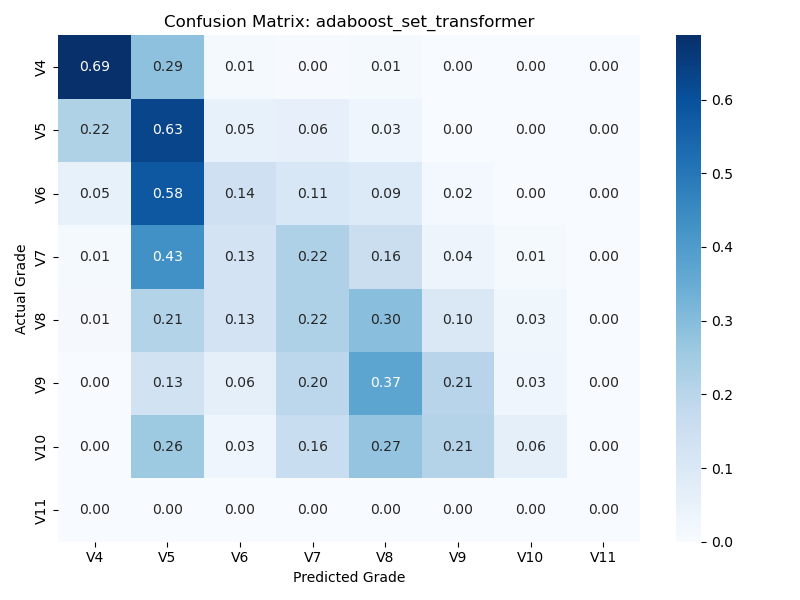 Confusion Matrix: adaboost_set_transformer
V4 0.69 0.29 0.01 0.00 0.01 0.00 0.00 0.00
V5 0.22 0.63 0.05 0.06 0.03 0.00 0.00 0.00
V6 0.05 0.58 0.14 0.11 0.09 0.02 0.00 0.00
V7 0.01 0.43 0.13 0.22 0.16 0.04 0.01 0.00
V8 0.01 0.21 0.13 0.22 0.30 0.10 0.03 0.00
V9 0.00 0.13 0.06 0.20 0.37 0.21 0.03 0.00
V10 0.00 0.26 0.03 0.16 0.27 0.21 0.06 0.00
V11 0.00 0.00 0.00 0.00 0.00 0.00 0.00 0.00
V4 V5 V6 V7 V8 V9 V10 V11
Predicted Grade
Actual Grade
0.6
0.5
0.4
0.3
0.2
0.1
0.0